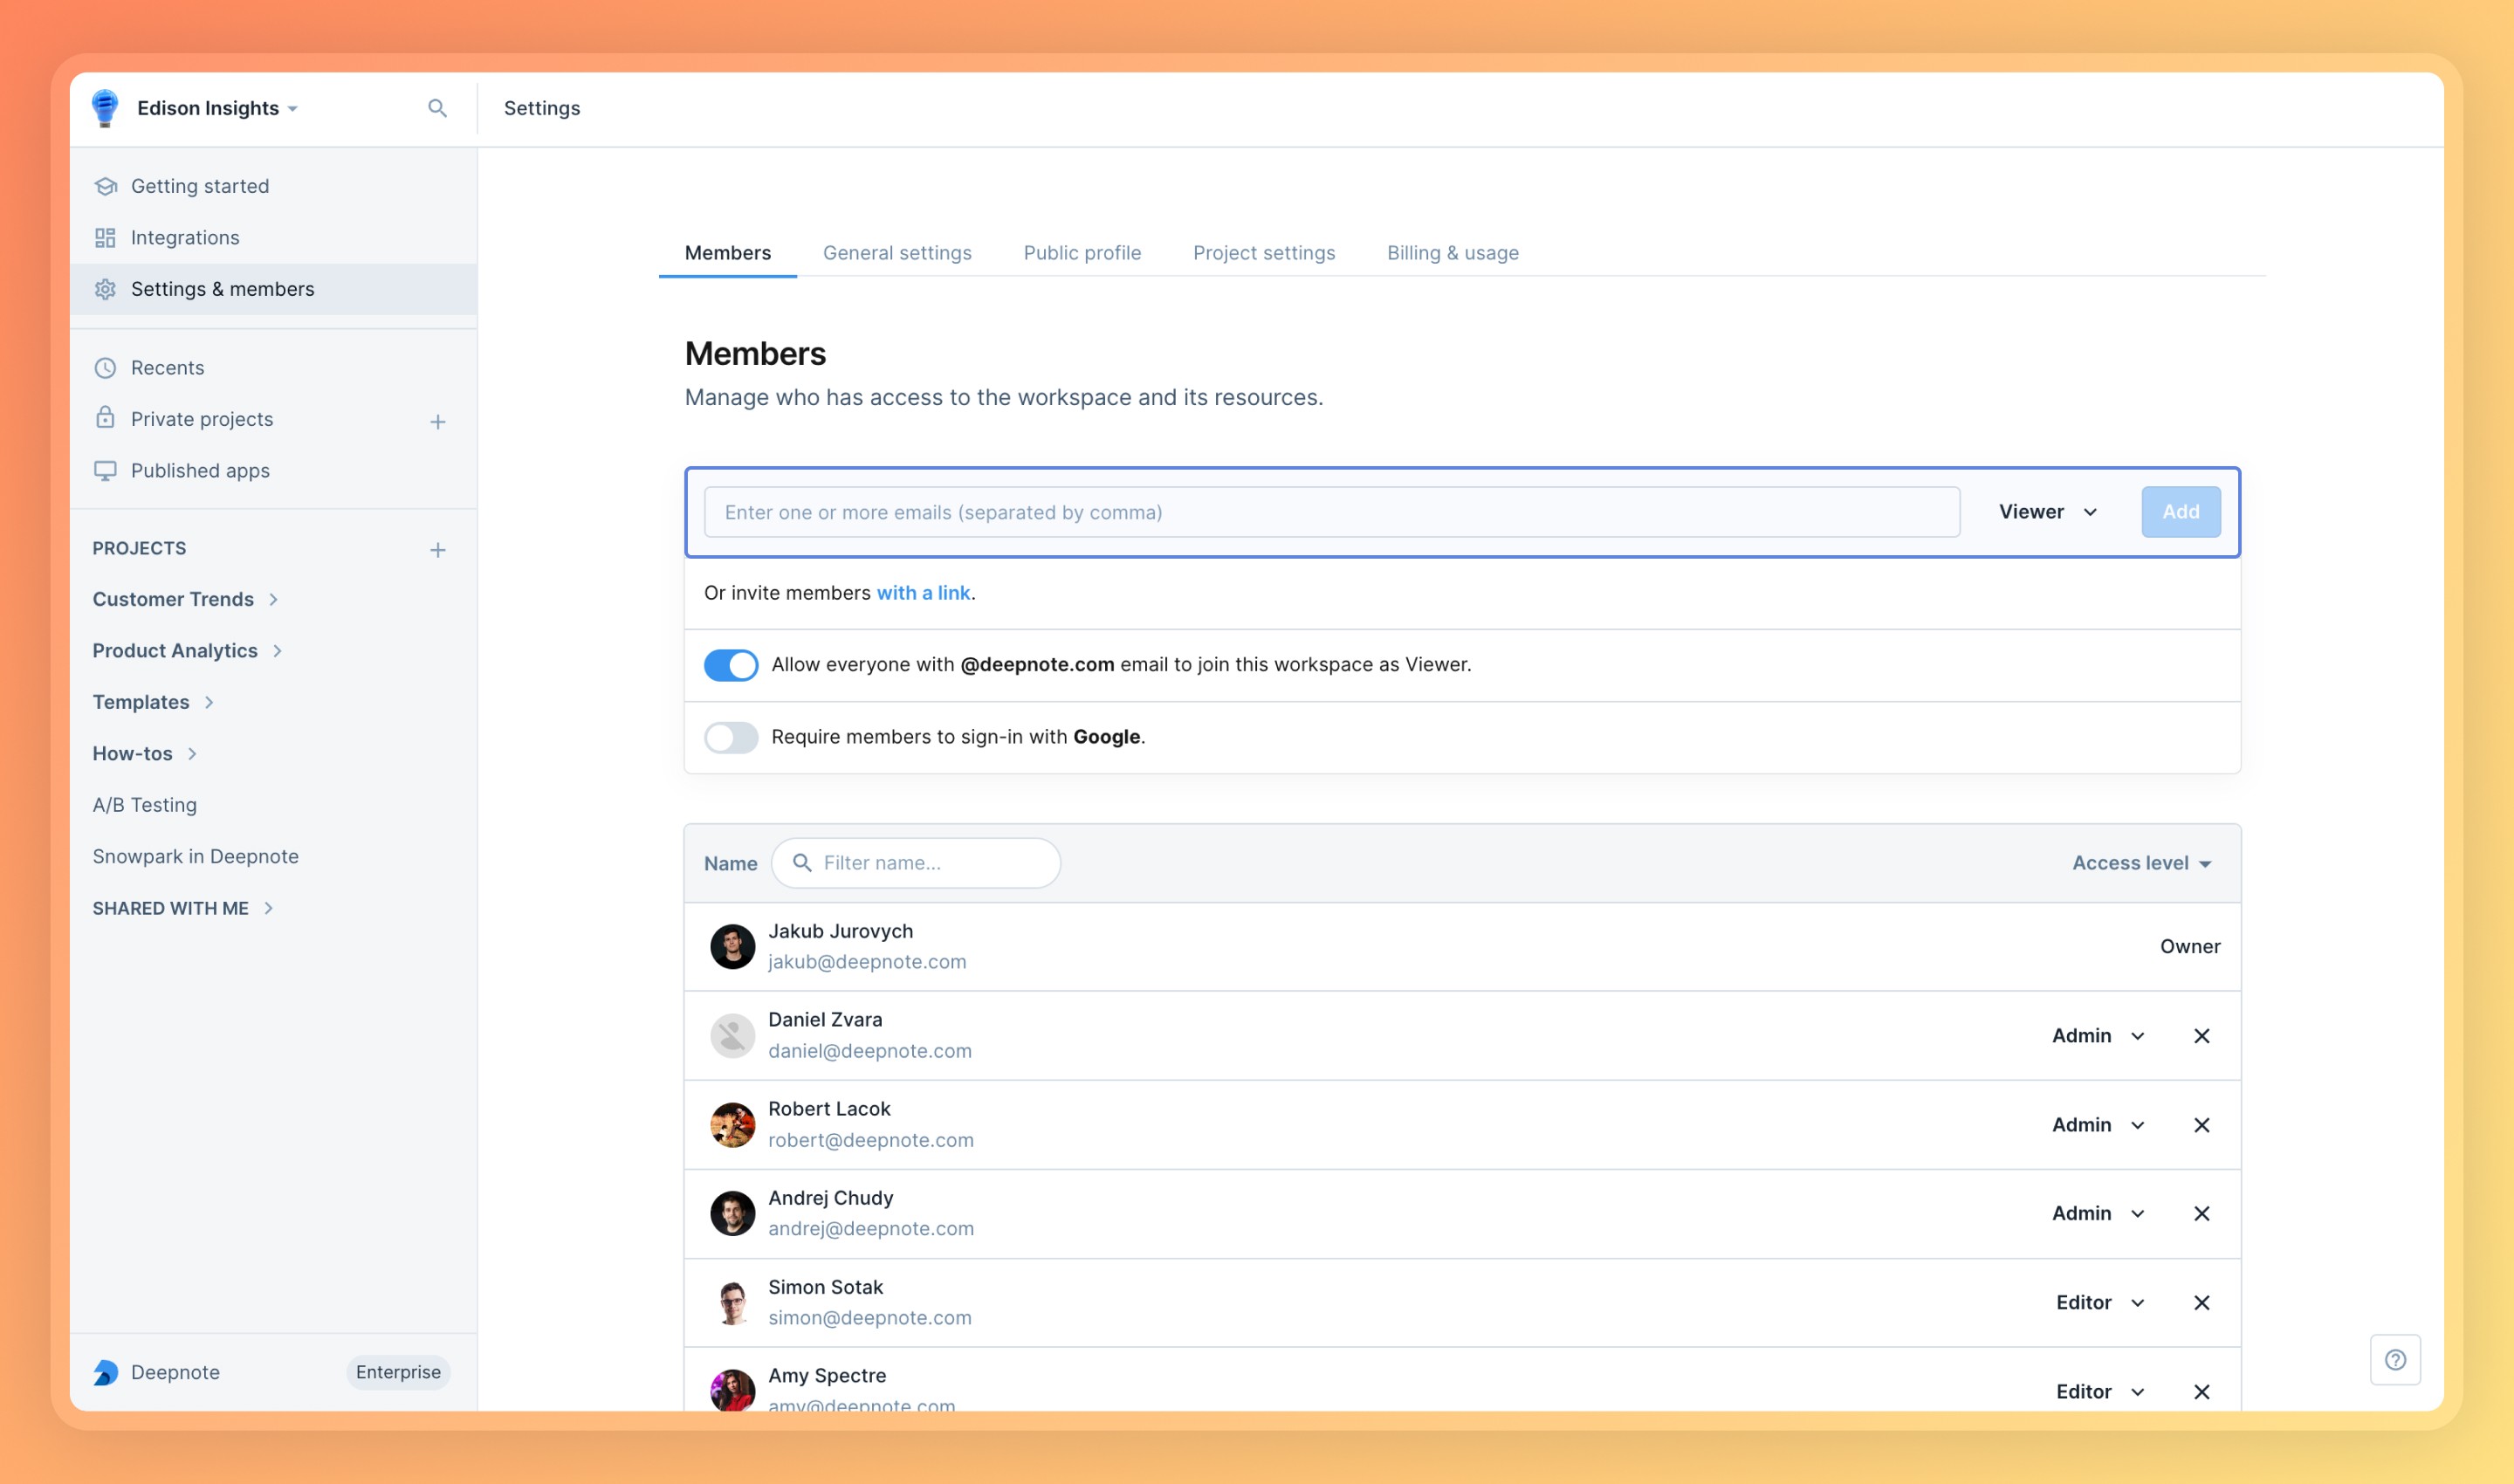 Edison Insights
Settings
Getting started
Integrations
Settings & members
Recents
Private projects
Published apps
PROJECTS
Customer Trends
Product Analytics
Templates
How-tos
A/B Testing
Snowpark in Deepnote
SHARED WITH ME
Deepnote Enterprise
Members General settings Public profile Project settings Billing & usage
Members
Manage who has access to the workspace and its resources.
Enter one or more emails (separated by comma) Viewer Add
Or invite members with a link.
Allow everyone with @deepnote.com email to join this workspace as Viewer.
Require members to sign-in with Google.
Name Filter name... Access level
Jakub Jurovych
jakub@deepnote.com
Owner
Daniel Zvara
daniel@deepnote.com
Admin
Robert Lacok
robert@deepnote.com
Admin
Andrej Chudy
andrej@deepnote.com
Admin
Simon Sotak
simon@deepnote.com
Editor
Amy Spectre
amy@deepnote.com
Editor